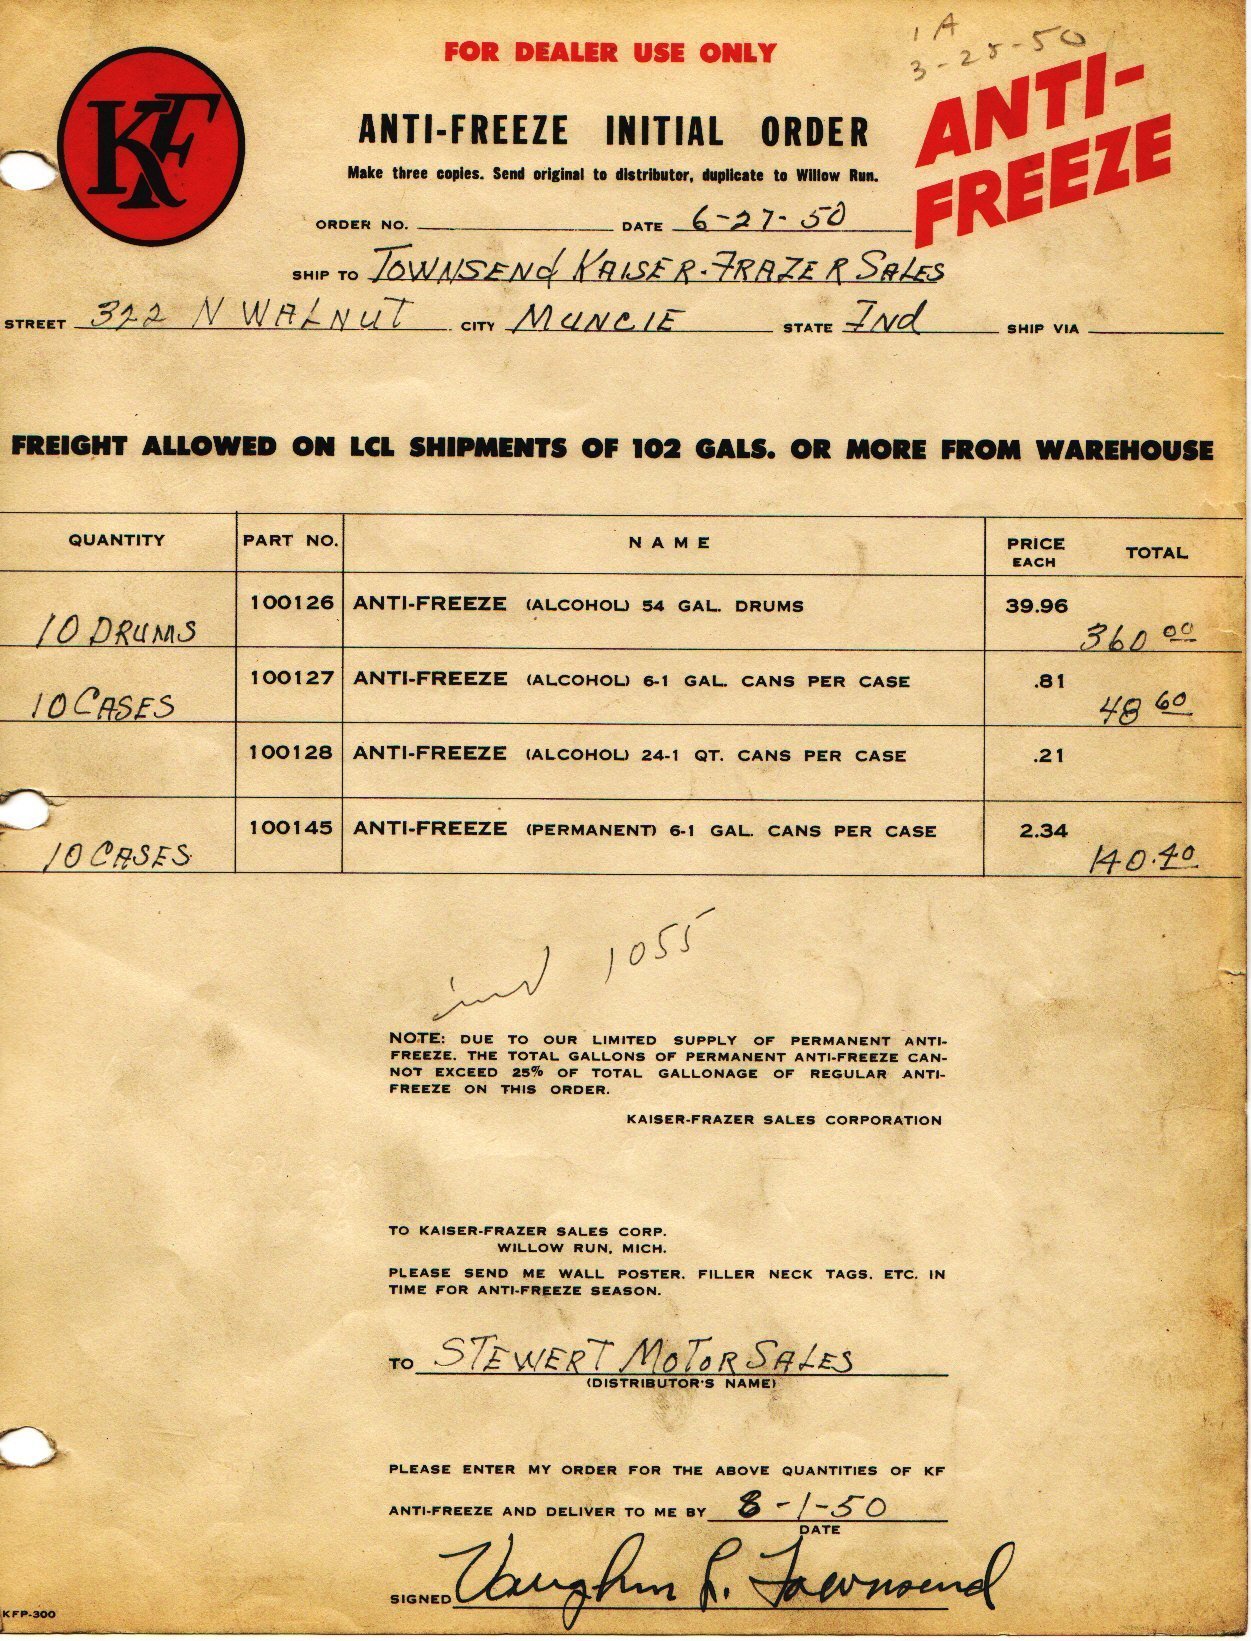 1 A
3-25-50
KF
FOR DEALER USE ONLY
ANTI-
FREEZE
ANTI-FREEZE INITIAL ORDER
Make three copies. Send original to distributor, duplicate to Willow Run.
ORDER NO. DATE 6-27-50
SHIP TO TOWNSENd KAISER-FRAZER SALES
STREET 322 N WALNUT CITY MUNCIE STATE INd SHIP VIA
FREIGHT ALLOWED ON LCL SHIPMENTS OF 102 GALS. OR MORE FROM WAREHOUSE
QUANTITY PART NO. NAME PRICE EACH TOTAL
10 DRUMS 100126 ANTI-FREEZE (ALCOHOL) 54 GAL. DRUMS 39.96 360 00
10 CASES 100127 ANTI-FREEZE (ALCOHOL) 6-1 GAL. CANS PER CASE .81 48 60
100128 ANTI-FREEZE (ALCOHOL) 24-1 QT. CANS PER CASE .21
10 CASES 100145 ANTI-FREEZE (PERMANENT) 6-1 GAL. CANS PER CASE 2.34 140.40
1055
NOTE: DUE TO OUR LIMITED SUPPLY OF PERMANENT ANTI-
FREEZE. THE TOTAL GALLONS OF PERMANENT ANTI-FREEZE CAN-
NOT EXCEED 25% OF TOTAL GALLONAGE OF REGULAR ANTI-
FREEZE ON THIS ORDER.
KAISER-FRAZER SALES CORPORATION
TO KAISER-FRAZER SALES CORP.
WILLOW RUN, MICH.
PLEASE SEND ME WALL POSTER. FILLER NECK TAGS. ETC. IN
TIME FOR ANTI-FREEZE SEASON.
TO STEWERT MOTOR SALES
(DISTRIBUTOR'S NAME)
PLEASE ENTER MY ORDER FOR THE ABOVE QUANTITIES OF KF
ANTI-FREEZE AND DELIVER TO ME BY 8-1-50
DATE
SIGNED Vaughn L. Townsend
KFP-300